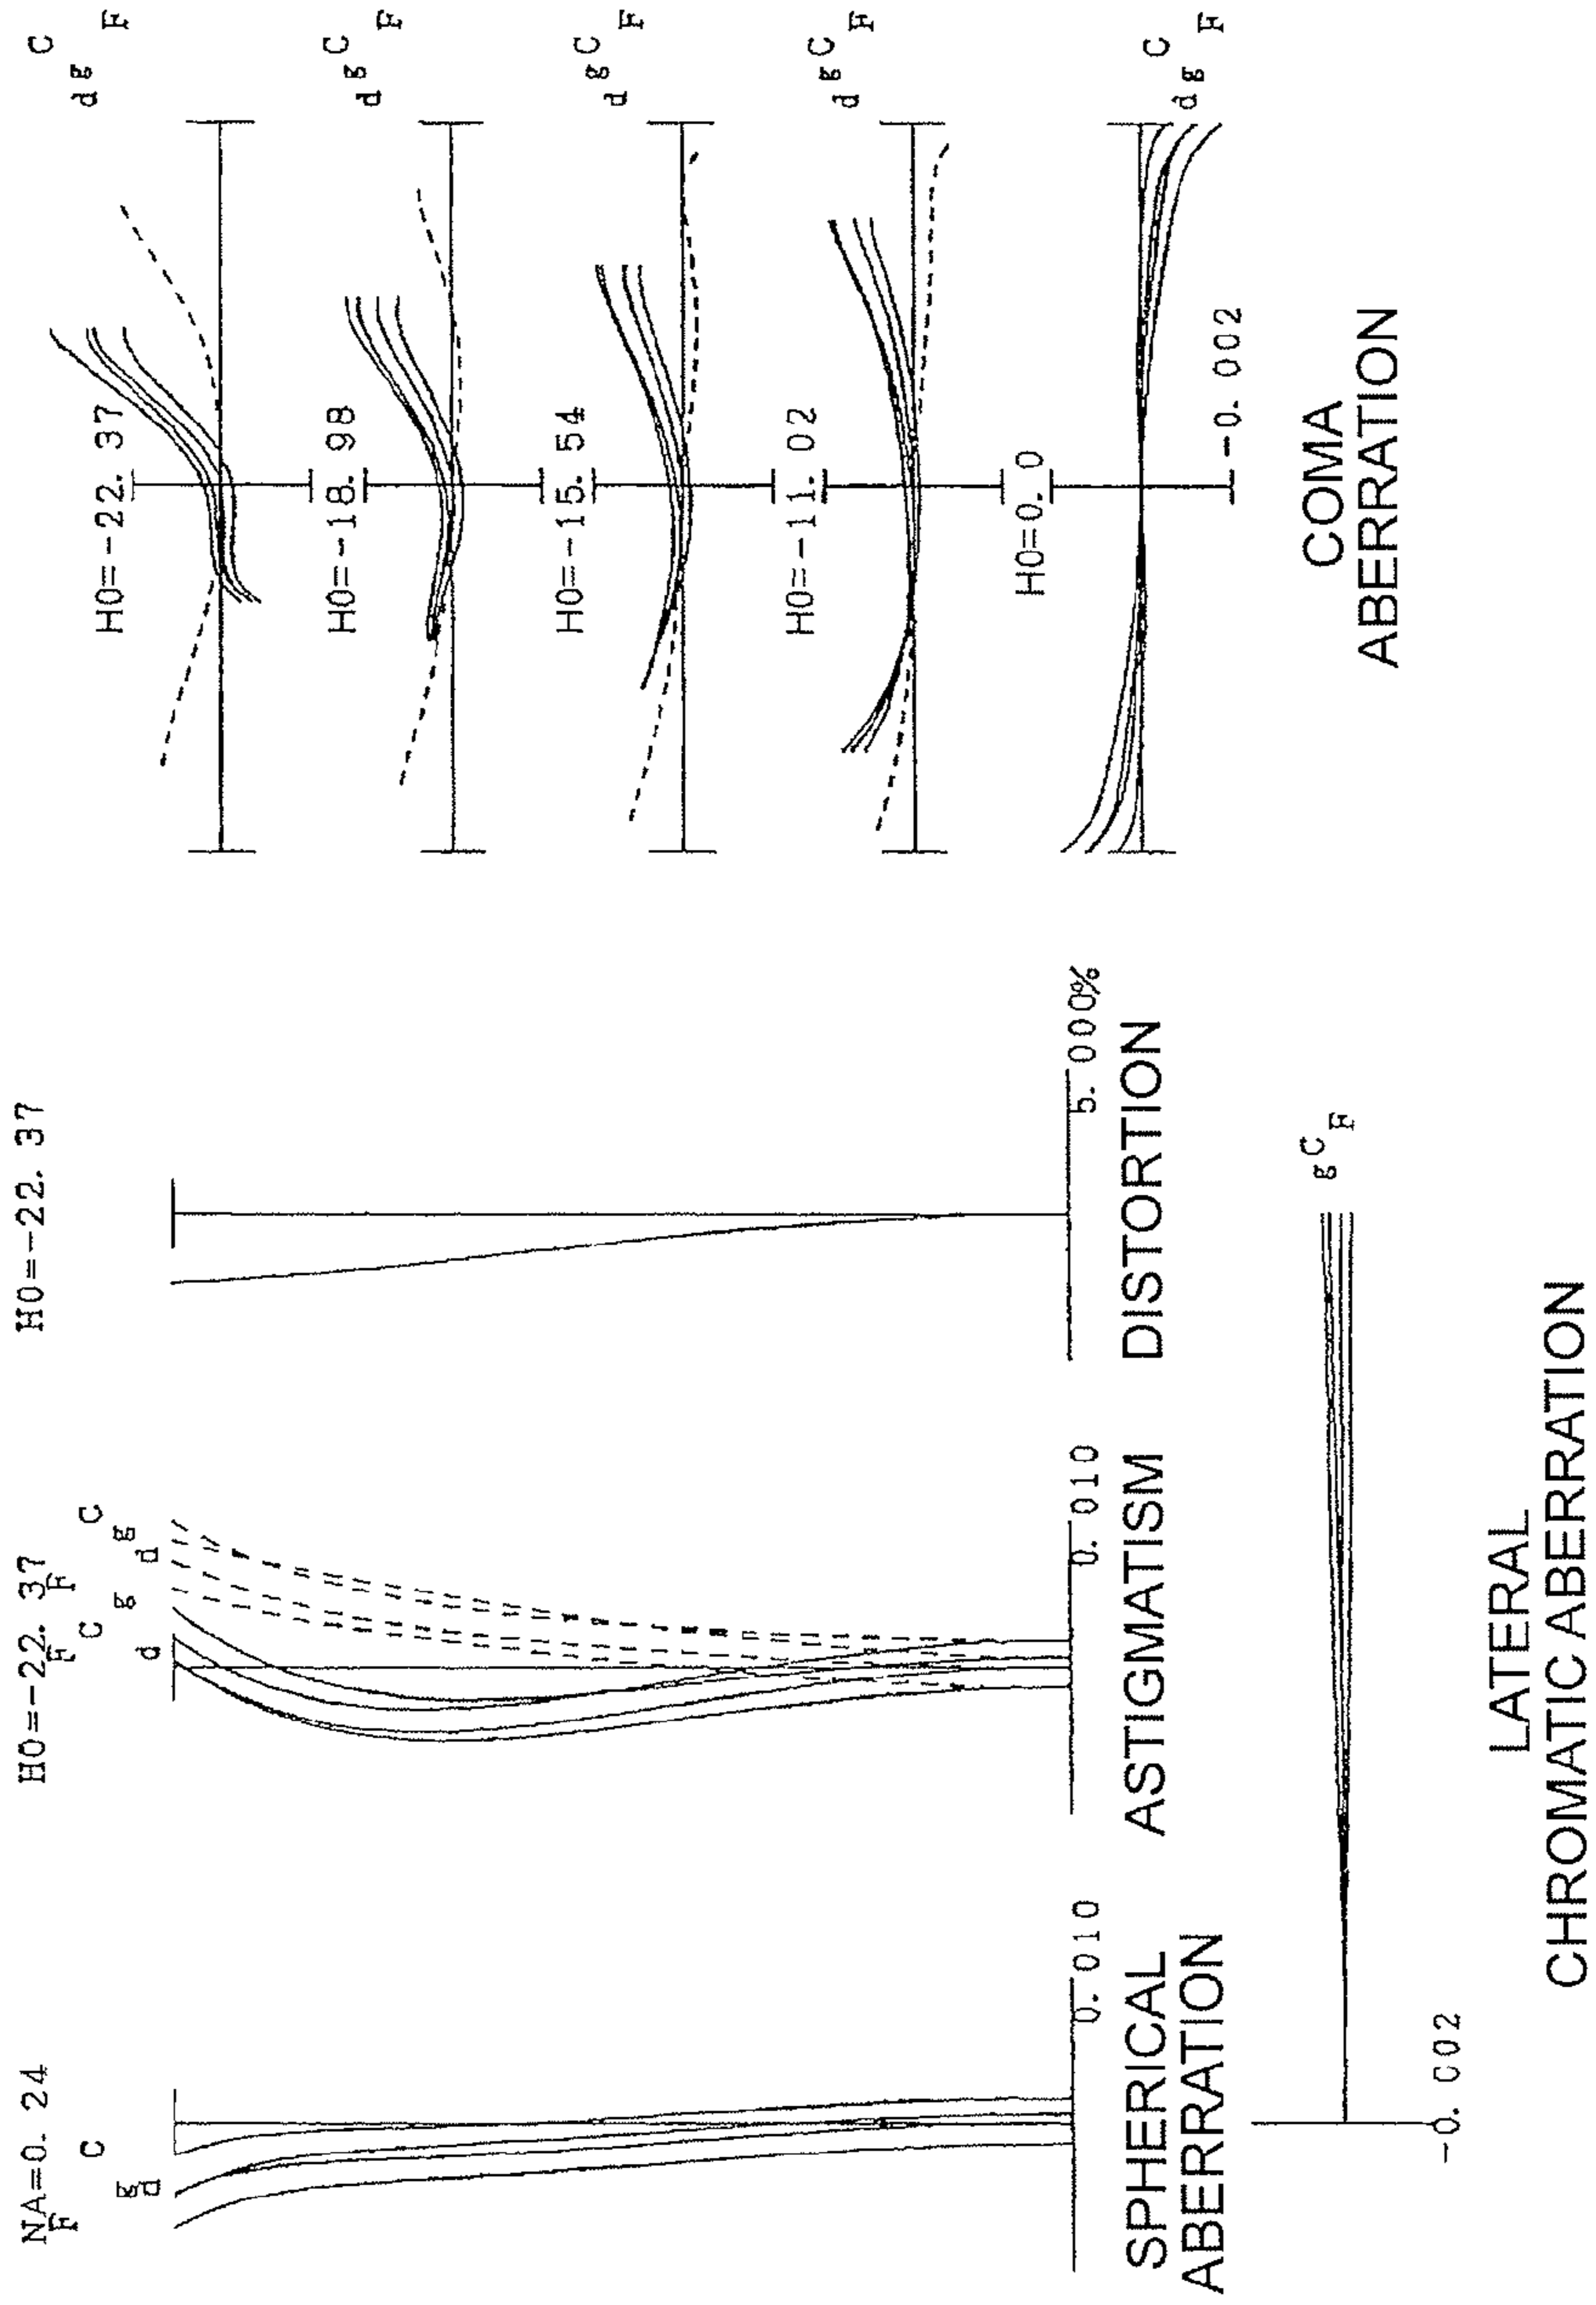 NA=0. 24
F
C
g
d
0. 010
SPHERICAL
ABERRATION
H0=-22. 37
F
F
C
d
g
C
g
d
0. 010
ASTIGMATISM
H0=-22. 37
5. 000%
DISTORTION
C
d g
F
H0=-22. 37
C
d g
F
H0=-18. 98
C
d g
F
H0=-15. 54
C
d g
F
H0=-11. 02
C
d g
F
H0=0. 0
-0. 002
COMA
ABERRATION
g C
F
-0. 002
LATERAL
CHROMATIC ABERRATION